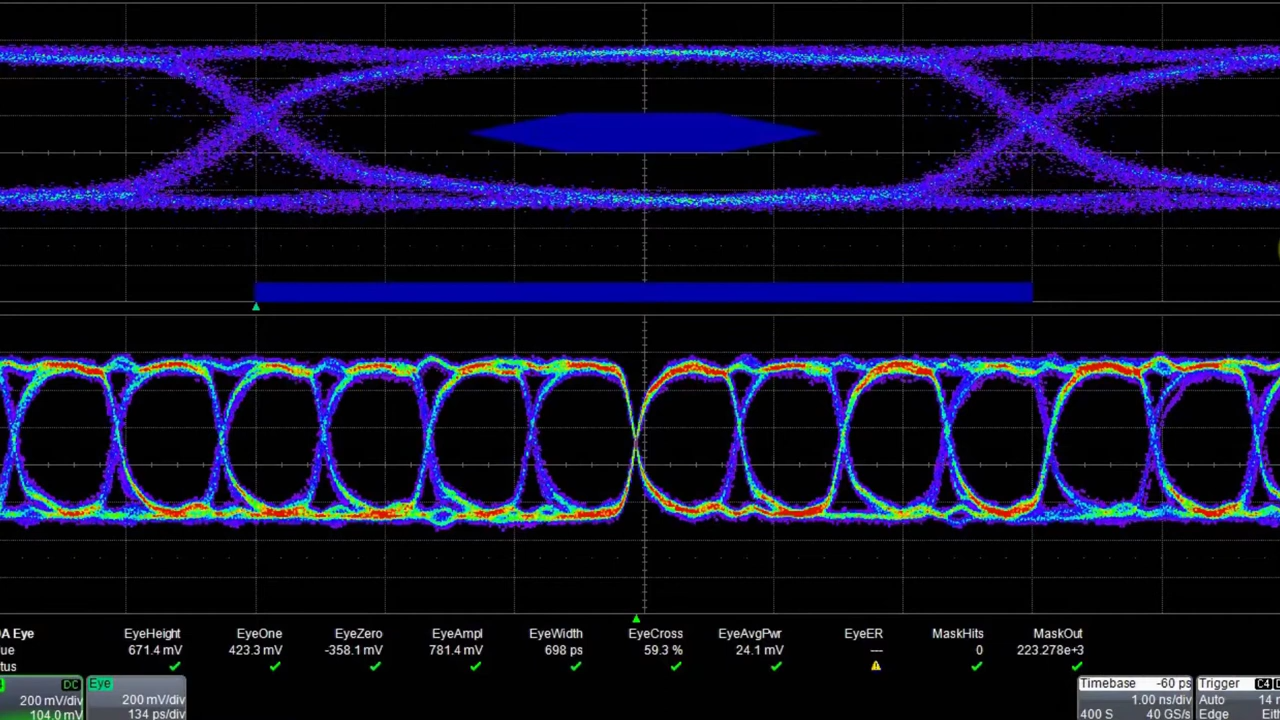 A Eye EyeHeight EyeOne EyeZero EyeAmpl EyeWidth EyeCross EyeAvgPwr EyeER MaskHits MaskOut
ue 671.4 mV 423.3 mV -358.1 mV 781.4 mV 698 ps 59.3 % 24.1 mV --- 0 223.278e+3
tus
DC Eye Timebase -60 ps Trigger C4 D
200 mV/div 200 mV/div 1.00 ns/div Auto 14 m
104.0 mV 134 ps/div 400 S 40 GS/s Edge Eit